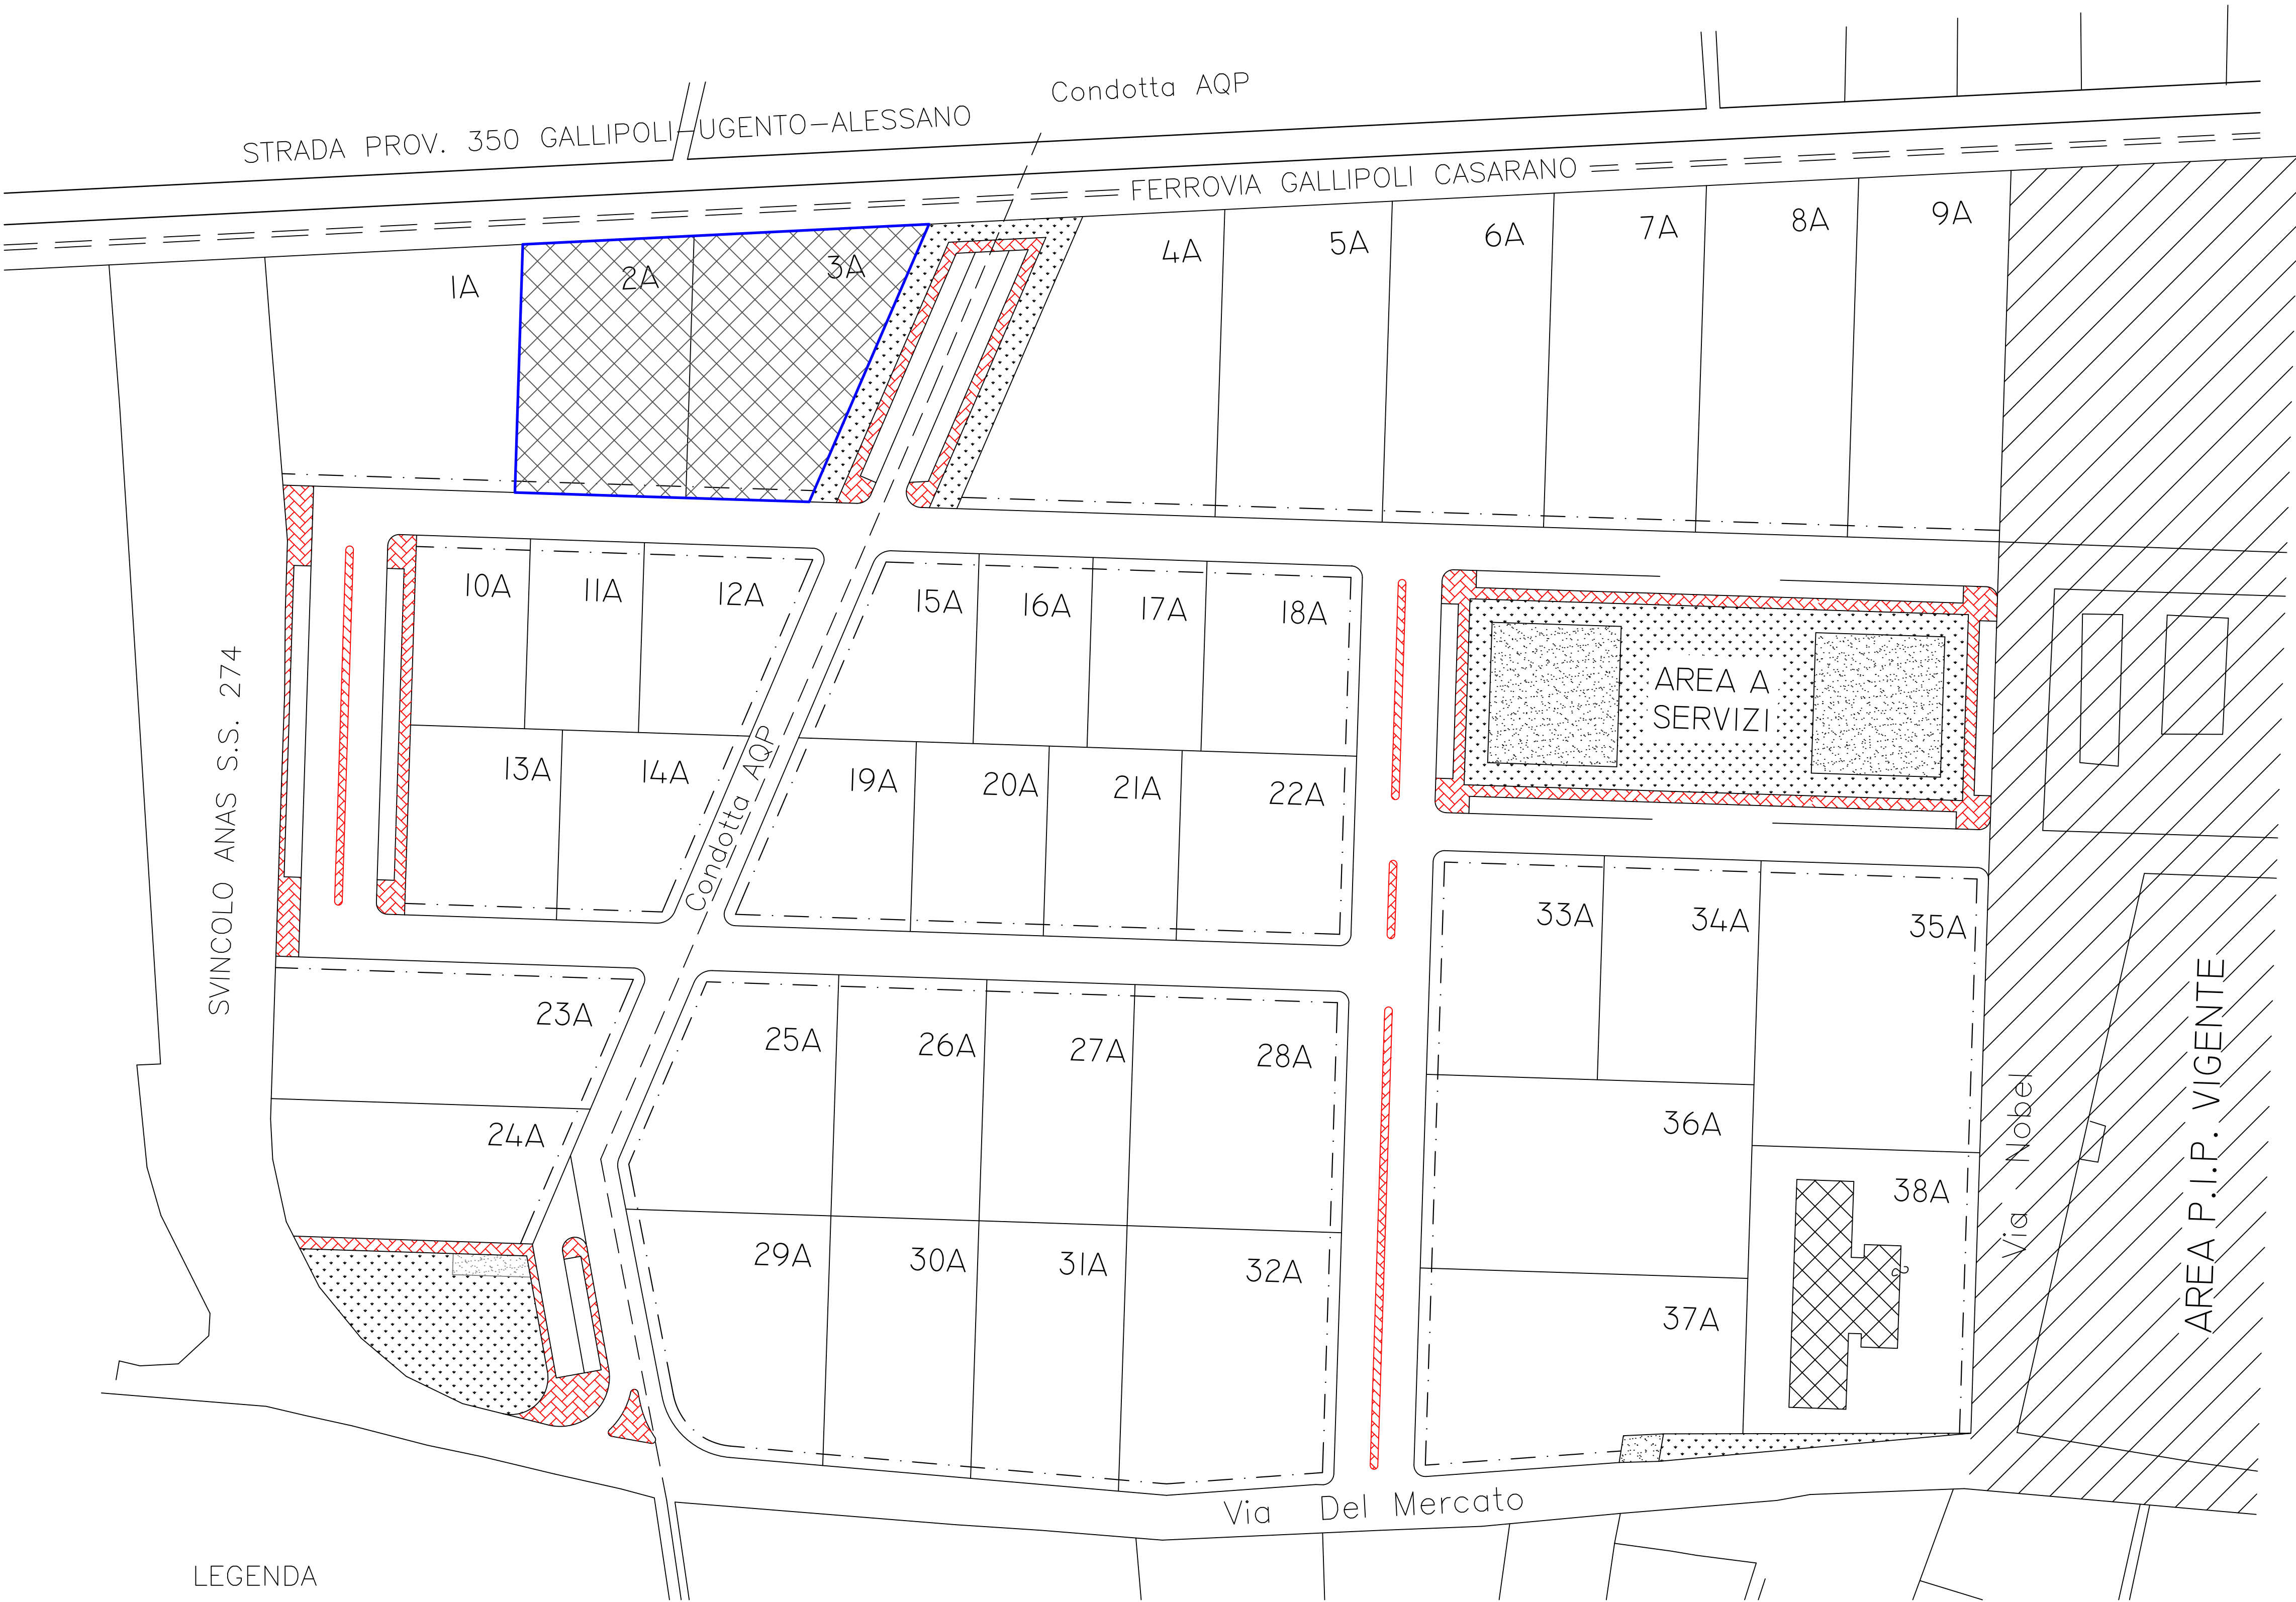 Condotta AQP
STRADA PROV. 350 GALLIPOLI-UGENTO-ALESSANO
FERROVIA GALLIPOLI CASARANO
1A
2A
3A
4A
5A
6A
7A
8A
9A
10A
11A
12A
15A
16A
17A
18A
AREA A
SERVIZI
13A
14A
19A
20A
21A
22A
Condotta AQP
SVINCOLO ANAS S.S. 274
33A
34A
35A
23A
25A
26A
27A
28A
24A
36A
38A
29A
30A
31A
32A
37A
2
Via Nobel
AREA P.I.P. VIGENTE
Via Del Mercato
LEGENDA